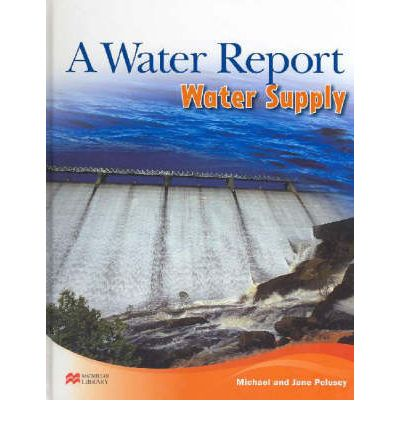 A Water Report
Water Supply
MACMILLAN
LIBRARY
Michael and Jane Pelusey